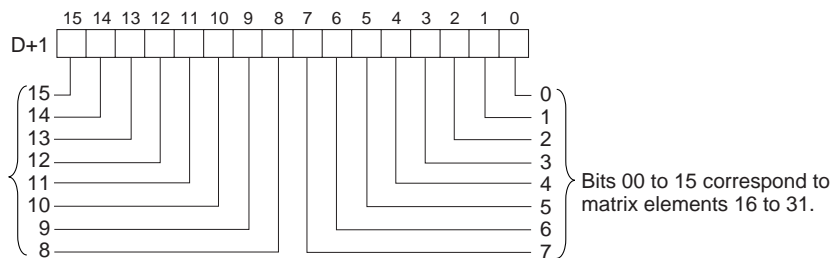 15 14 13 12 11 10 9 8 7 6 5 4 3 2 1 0
D+1
15 0
14 1
13 2
12 3
11 4
10 5
9 6
8 7
Bits 00 to 15 correspond to
matrix elements 16 to 31.